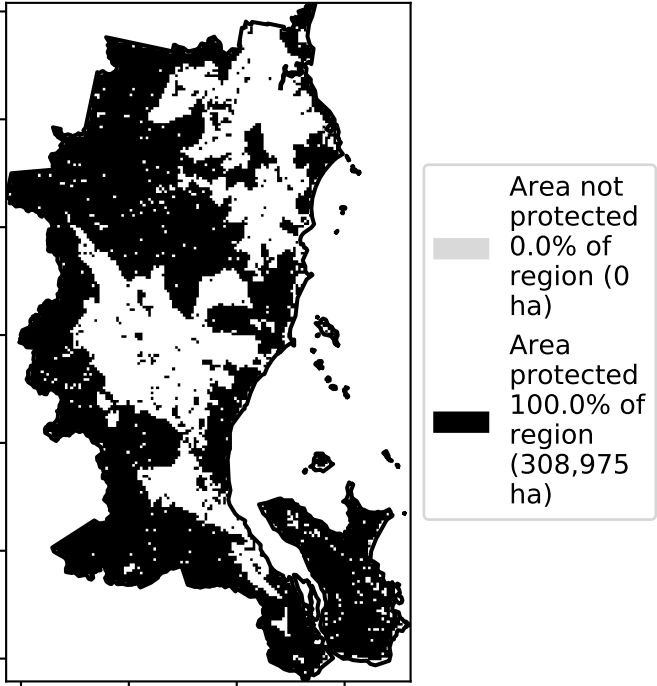 Area not
protected
0.0% of
region (0
ha)
Area
protected
100.0% of
region
(308,975
ha)